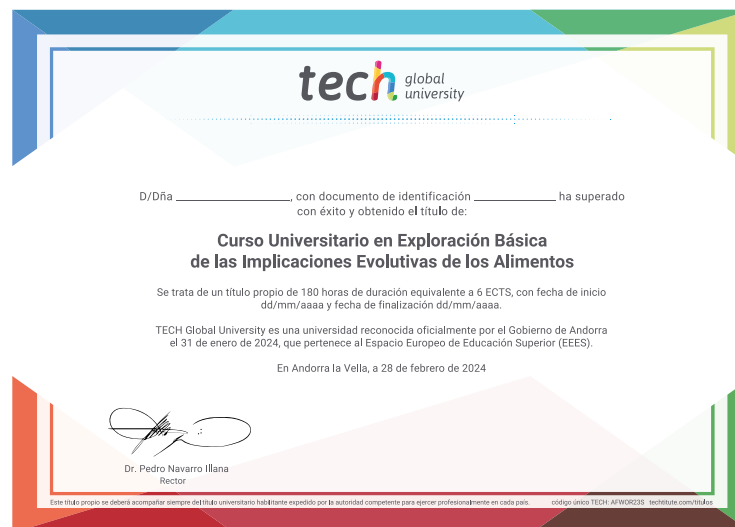 tech global university
D/Dña ____________, con documento de identificación ____________ ha superado
con éxito y obtenido el título de:
Curso Universitario en Exploración Básica
de las Implicaciones Evolutivas de los Alimentos
Se trata de un título propio de 180 horas de duración equivalente a 6 ECTS, con fecha de inicio
dd/mm/aaaa y fecha de finalización dd/mm/aaaa.
TECH Global University es una universidad reconocida oficialmente por el Gobierno de Andorra
el 31 de enero de 2024, que pertenece al Espacio Europeo de Educación Superior (EEES).
En Andorra la Vella, a 28 de febrero de 2024
Dr. Pedro Navarro Illana
Rector
Este título propio se deberá acompañar siempre del título universitario habilitante expedido por la autoridad competente para ejercer profesionalmente en cada país. código único TECH: AFWOR23S techtitute.com/titulos